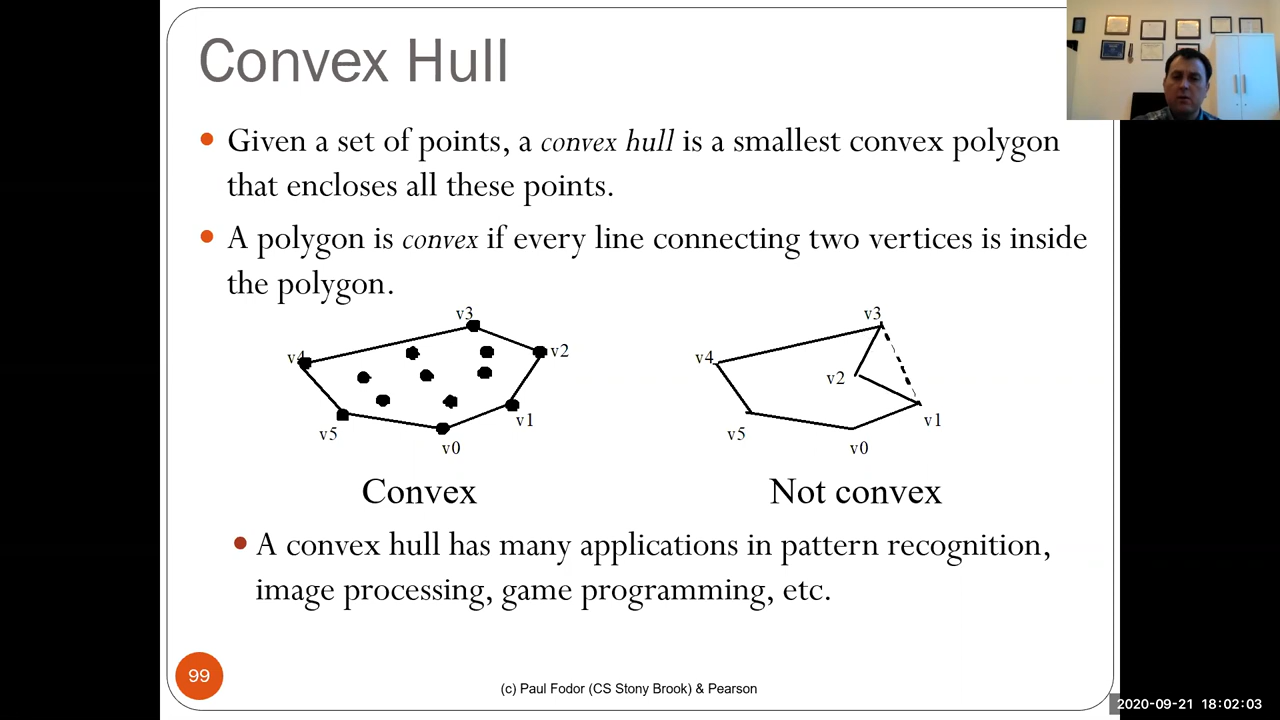 Convex Hull
• Given a set of points, a convex hull is a smallest convex polygon
that encloses all these points.
• A polygon is convex if every line connecting two vertices is inside
the polygon.
v3
v4
v2
v1
v5
v0
Convex
v3
v4
v2
v1
v5
v0
Not convex
• A convex hull has many applications in pattern recognition,
image processing, game programming, etc.
99
(c) Paul Fodor (CS Stony Brook) & Pearson
2020-09-21 18:02:03